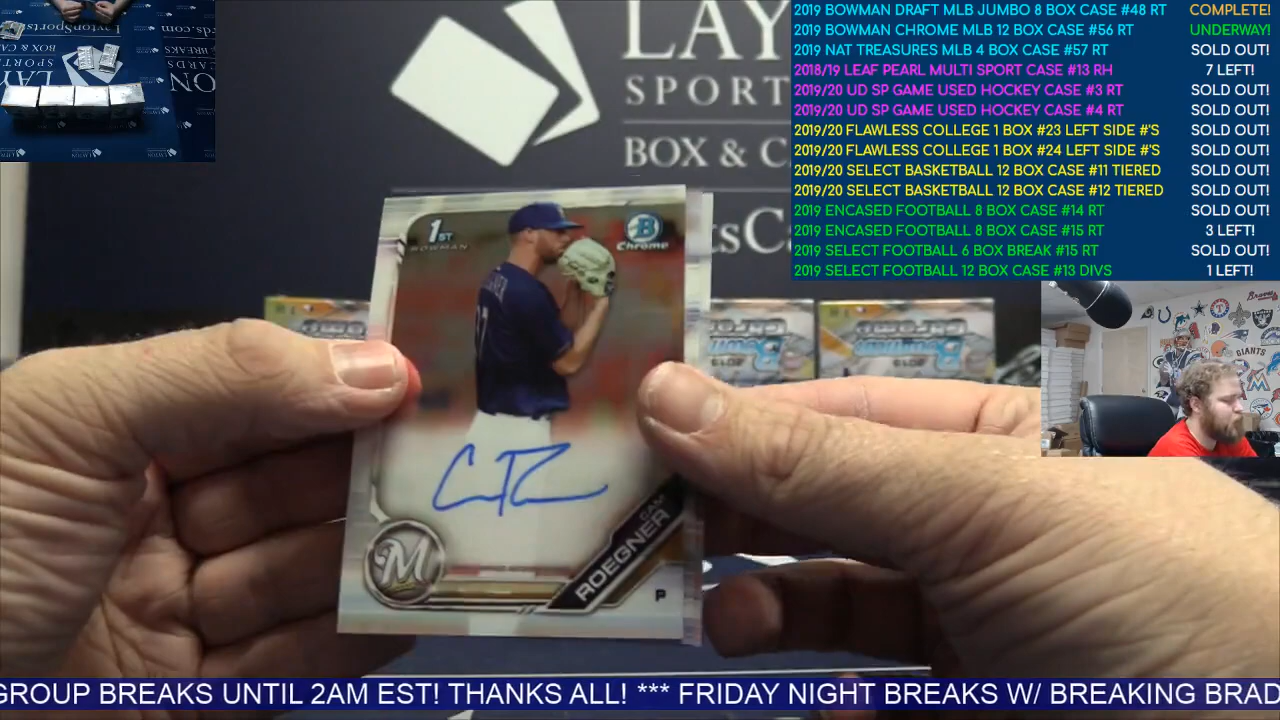 2019 BOWMAN DRAFT MLB JUMBO 8 BOX CASE #48 RT COMPLETE!
2019 BOWMAN CHROME MLB 12 BOX CASE #56 RT UNDERWAY!
2019 NAT TREASURES MLB 4 BOX CASE #57 RT SOLD OUT!
2018/19 LEAF PEARL MULTI SPORT CASE #13 RH 7 LEFT!
2019/20 UD SP GAME USED HOCKEY CASE #3 RT SOLD OUT!
2019/20 UD SP GAME USED HOCKEY CASE #4 RT SOLD OUT!
2019/20 FLAWLESS COLLEGE 1 BOX #23 LEFT SIDE #'S SOLD OUT!
2019/20 FLAWLESS COLLEGE 1 BOX #24 LEFT SIDE #'S SOLD OUT!
2019/20 SELECT BASKETBALL 12 BOX CASE #11 TIERED SOLD OUT!
2019/20 SELECT BASKETBALL 12 BOX CASE #12 TIERED SOLD OUT!
2019 ENCASED FOOTBALL 8 BOX CASE #14 RT SOLD OUT!
2019 ENCASED FOOTBALL 8 BOX CASE #15 RT 3 LEFT!
2019 SELECT FOOTBALL 6 BOX BREAK #15 RT SOLD OUT!
2019 SELECT FOOTBALL 12 BOX CASE #13 DIVS 1 LEFT!
LAY
SPORT
BOX & C
tsCa
1ST
BOWMAN
B
Chrome
CAM
ROEGNER
P
M
GIANTS
Braves
GROUP BREAKS UNTIL 2AM EST! THANKS ALL! *** FRIDAY NIGHT BREAKS W/ BREAKING BRAD